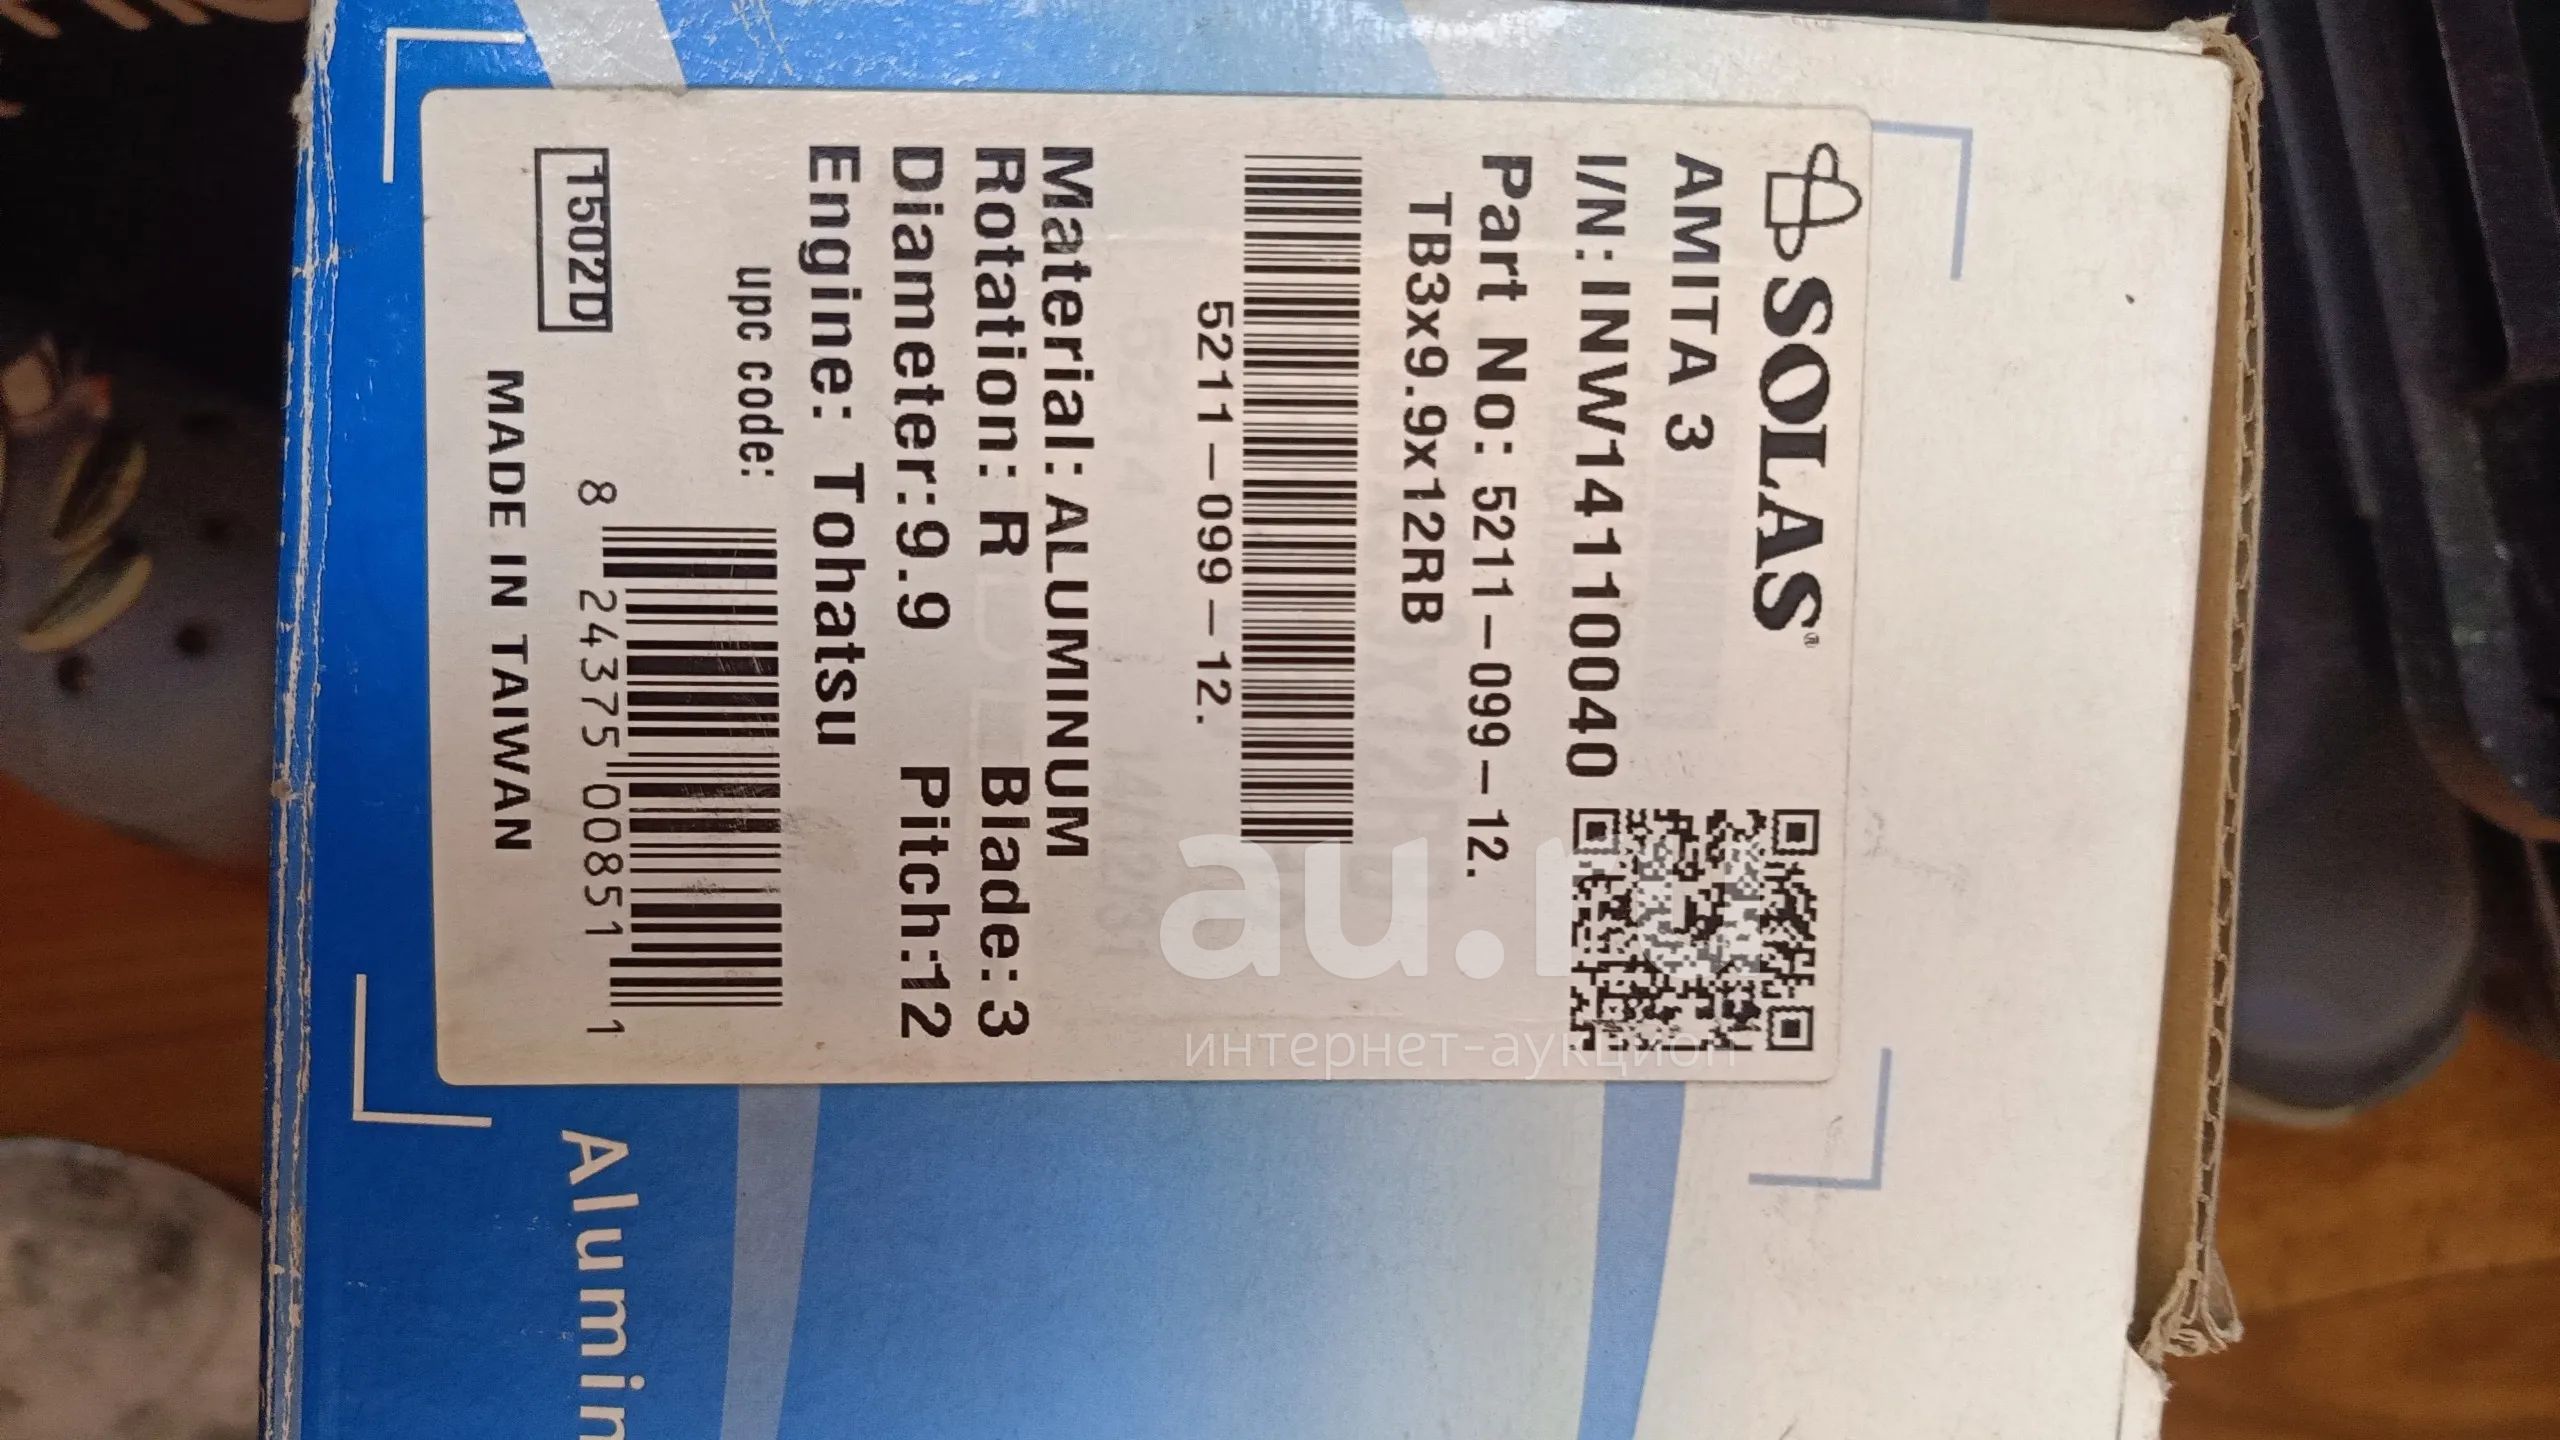 SOLAS®
AMITA 3
I/N: INW14110040
Part No: 5211-099-12.
TB3x9.9x12RB
5211-099-12.
Material: ALUMINUM
Rotation: R Blade: 3
Diameter: 9.9 Pitch:12
Engine: Tohatsu
upc code:
8 24375 00851 1
1502D
MADE IN TAIWAN
Alumin
au.ru
интернет-аукцион